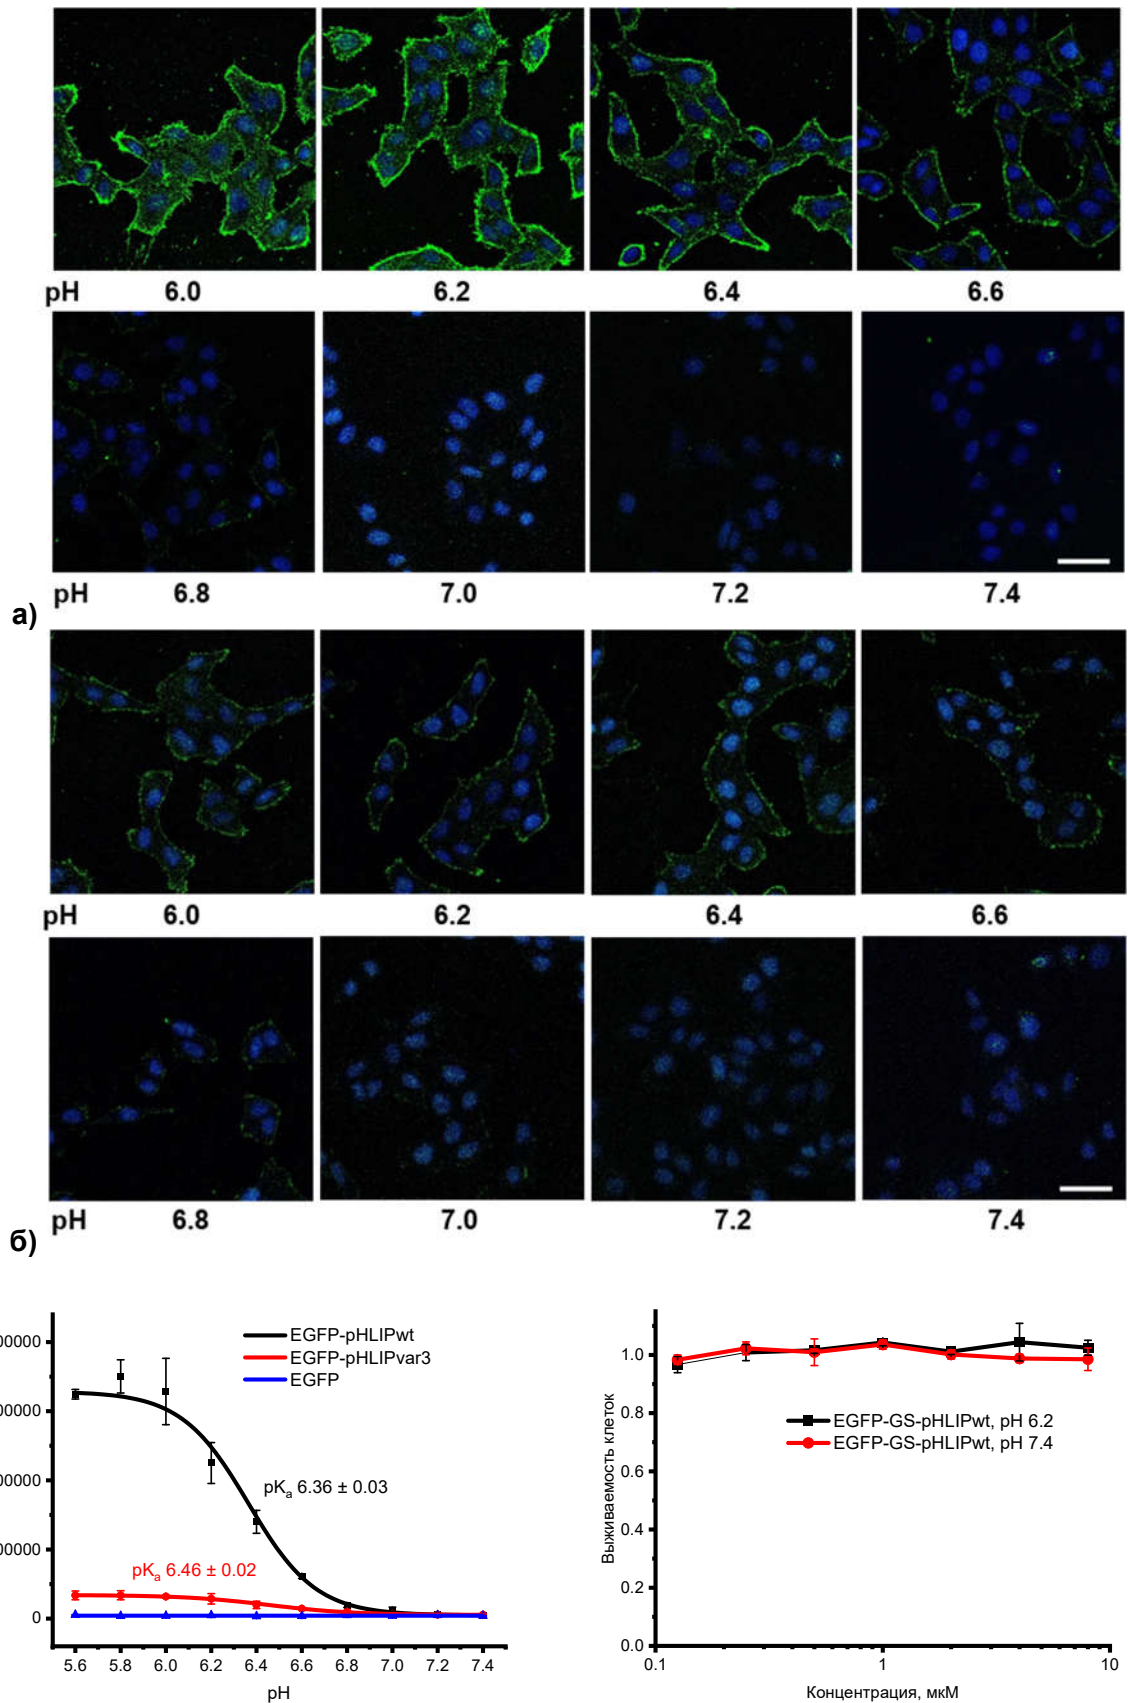 pH 6.0 6.2 6.4 6.6
pH 6.8 7.0 7.2 7.4
а)
pH 6.0 6.2 6.4 6.6
pH 6.8 7.0 7.2 7.4
б)
EGFP-pHLIPwt
EGFP-pHLIPvar3
EGFP
pKa 6.36 ± 0.03
pKa 6.46 ± 0.02
0
5.6 5.8 6.0 6.2 6.4 6.6 6.8 7.0 7.2 7.4
pH
Выживаемость клеток
1.0
0.8
0.6
0.4
0.2
0.0
EGFP-GS-pHLIPwt, pH 6.2
EGFP-GS-pHLIPwt, pH 7.4
0.1 1 10
Концентрация, мкМ